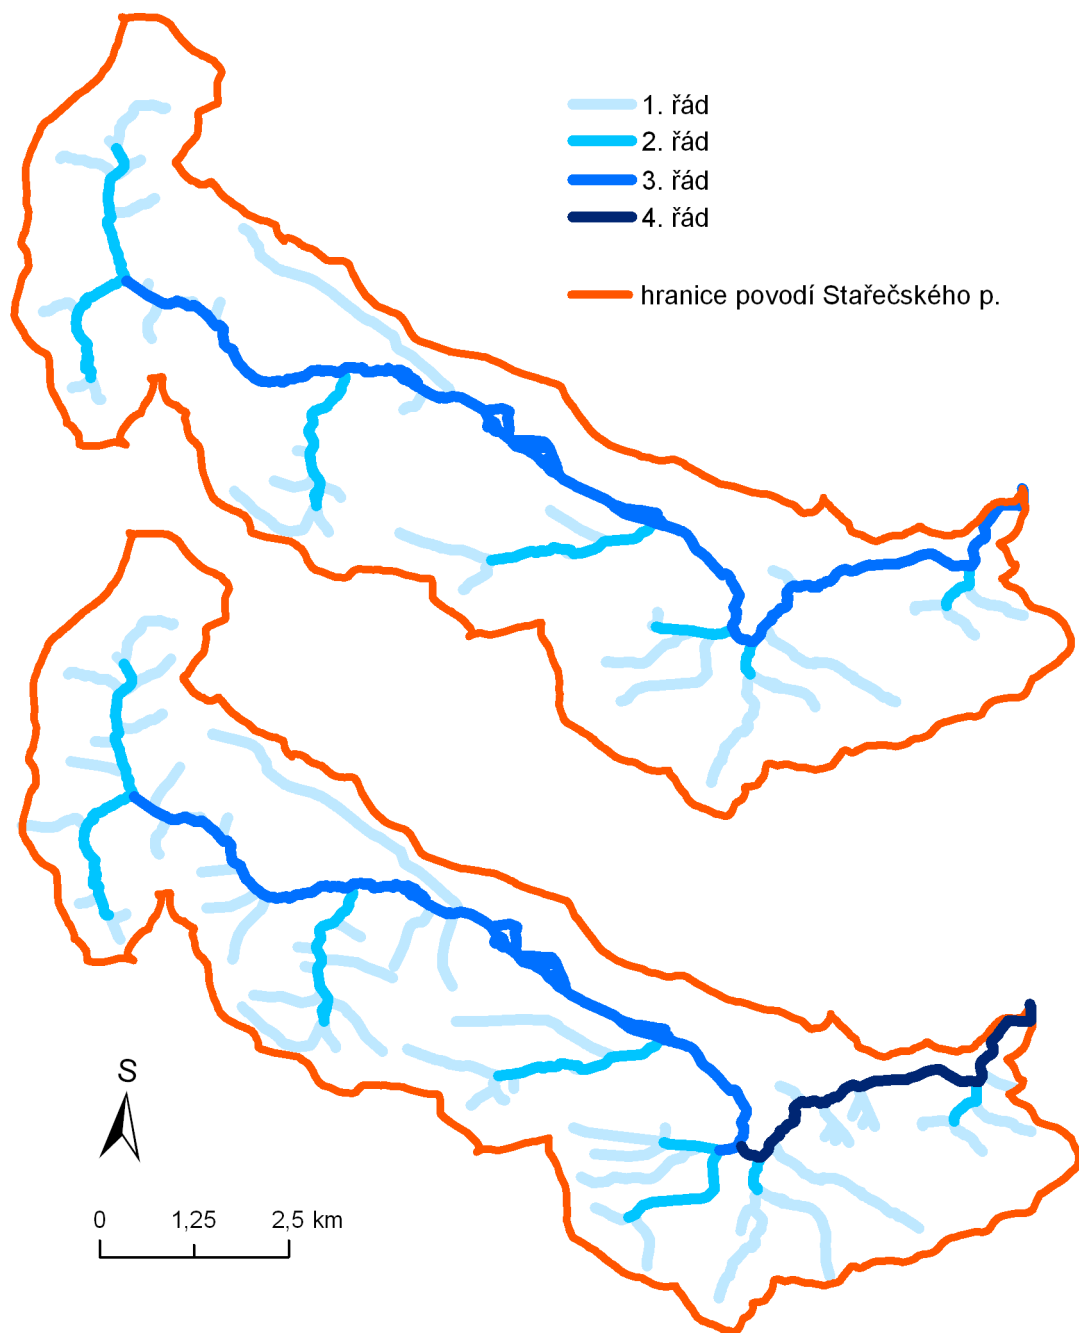 1. řád
2. řád
3. řád
4. řád
hranice povodí Stařečského p.
S
0 1,25 2,5 km